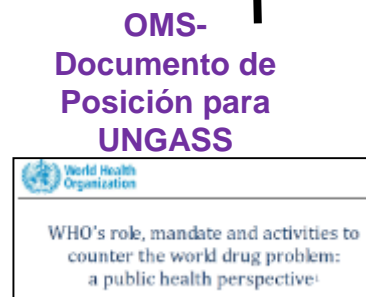 OMS-
Documento de
Posición para
UNGASS
World Health
Organization
WHO's role, mandate and activities to
counter the world drug problem:
a public health perspective